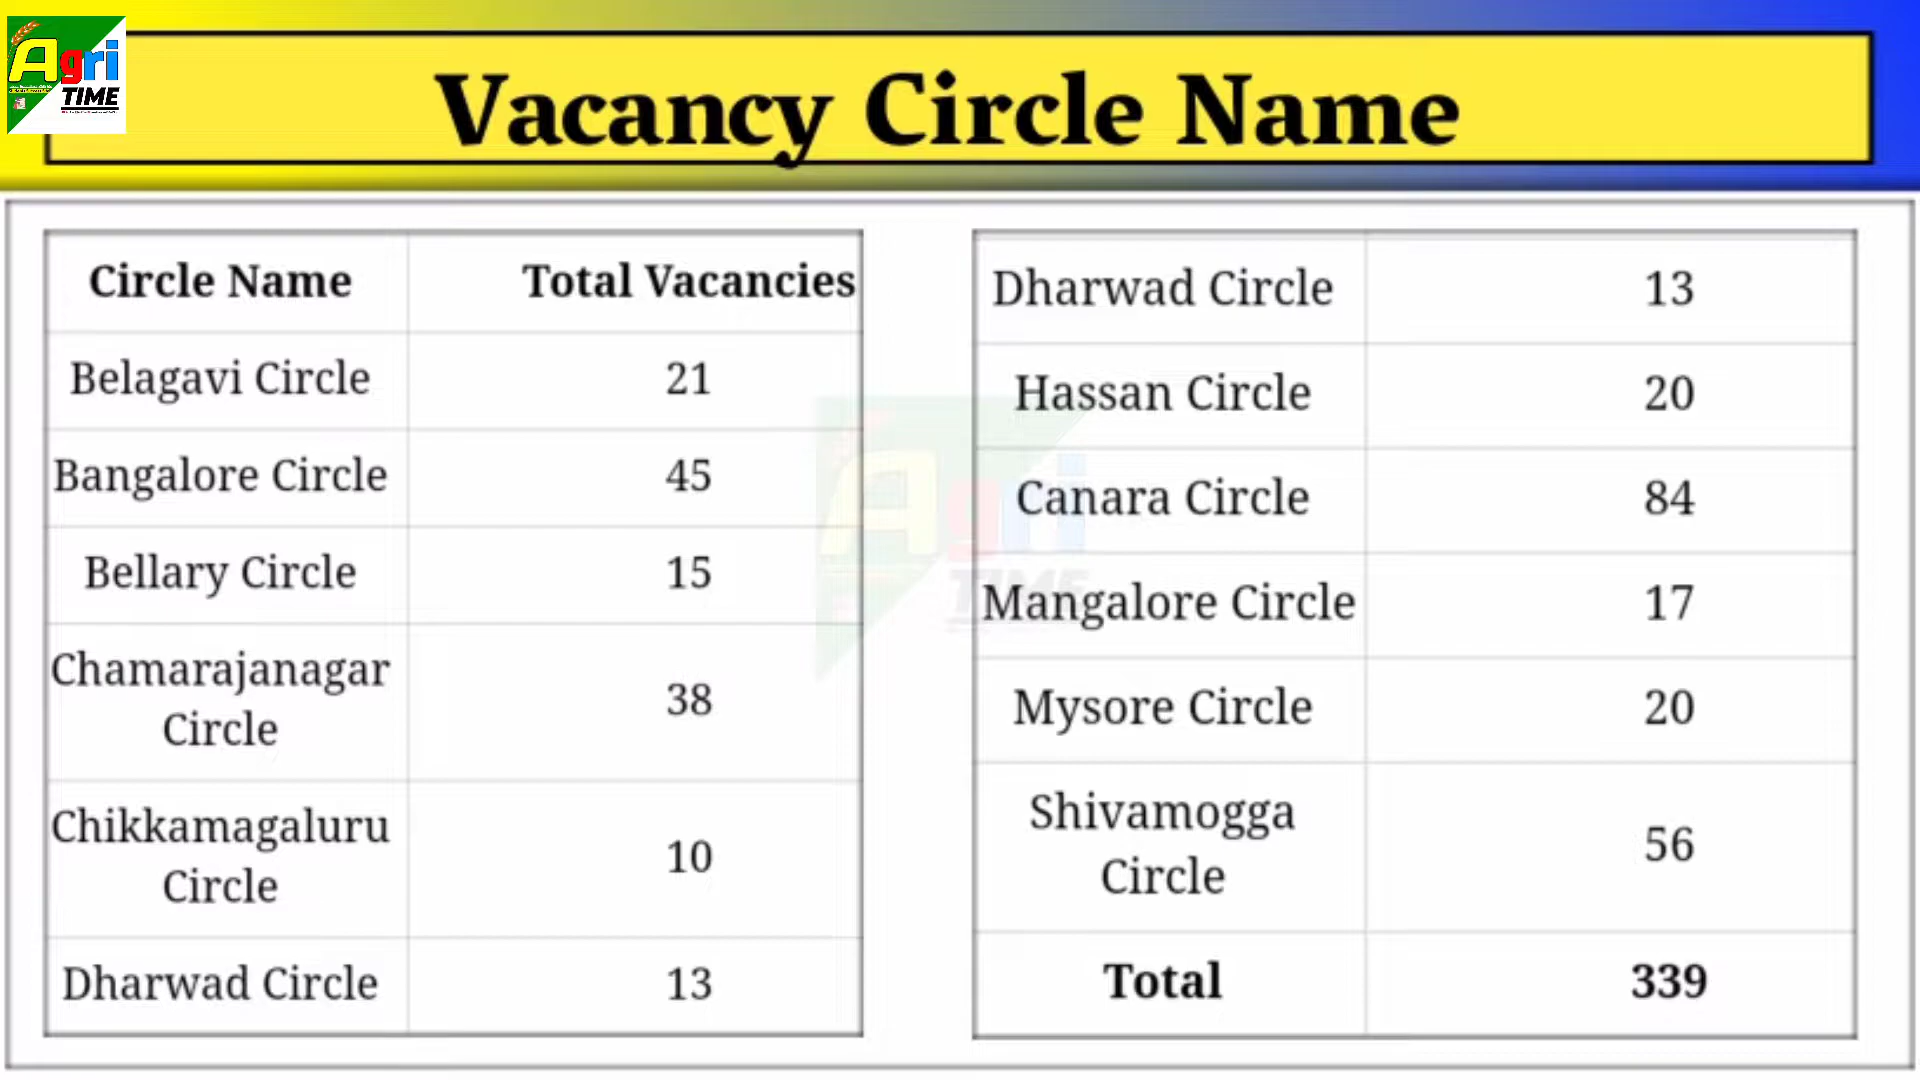 Agri
TIME
Vacancy Circle Name
Circle Name Total Vacancies
Belagavi Circle 21
Bangalore Circle 45
Bellary Circle 15
Chamarajanagar
Circle 38
Chikkamagaluru
Circle 10
Dharwad Circle 13
Dharwad Circle 13
Hassan Circle 20
Canara Circle 84
Mangalore Circle 17
Mysore Circle 20
Shivamogga
Circle 56
Total 339
Agri
TIME